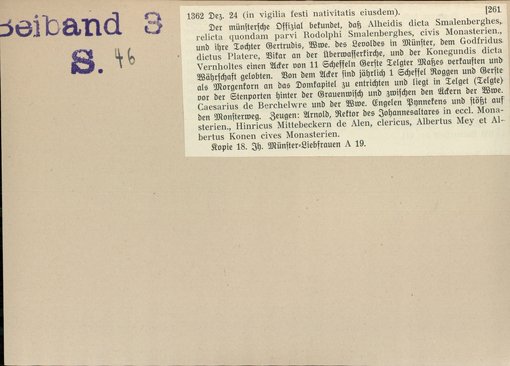 Beiband 3
S. 46
1362 Dez. 24 (in vigilia festi nativitatis eiusdem). [261
Der münstersche Offizial bekundet, daß Alheidis dicta Smalenberghes,
relicta quondam parvi Rodolphi Smalenberghes, civis Monasterien.,
und ihre Tochter Gertrudis, Wwe. des Levoldes in Münster, dem Godfridus
dictus Platere, Vikar an der Überwasserkirche, und der Konegundis dicta
Vernholtes einen Acker von 11 Scheffeln Gerste Telgter Maßes verkauften und
Währschaft gelobten. Von dem Acker sind jährlich 1 Scheffel Roggen und Gerste
als Morgenkorn an das Domkapitel zu entrichten und liegt in Telget (Telgte)
vor der Stenporten hinter der Grauenwisch und zwischen den Äckern der Wwe.
Caesarius de Berchelwre und der Wwe. Engelen Pynnekens und stößt auf
den Monsterweg. Zeugen: Arnold, Rektor des Johannesaltares in eccl. Mona-
sterien., Hinricus Mittebeckern de Alen, clericus, Albertus Mey et Al-
bertus Konen cives Monasterien.
Kopie 18. Jh. Münster-Liebfrauen A 19.